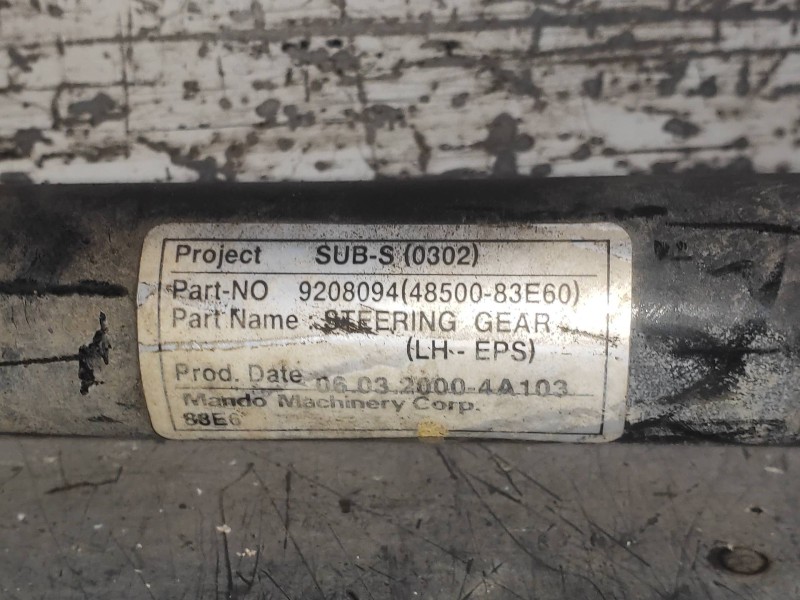 Project SUB-S (0302)
Part-NO 9208094(48500-83E60)
Part Name : STEERING GEAR
(LH-- EPS)
Prod. Date 06.03.2000-4A103
Mando Machinery Corp.
83E6